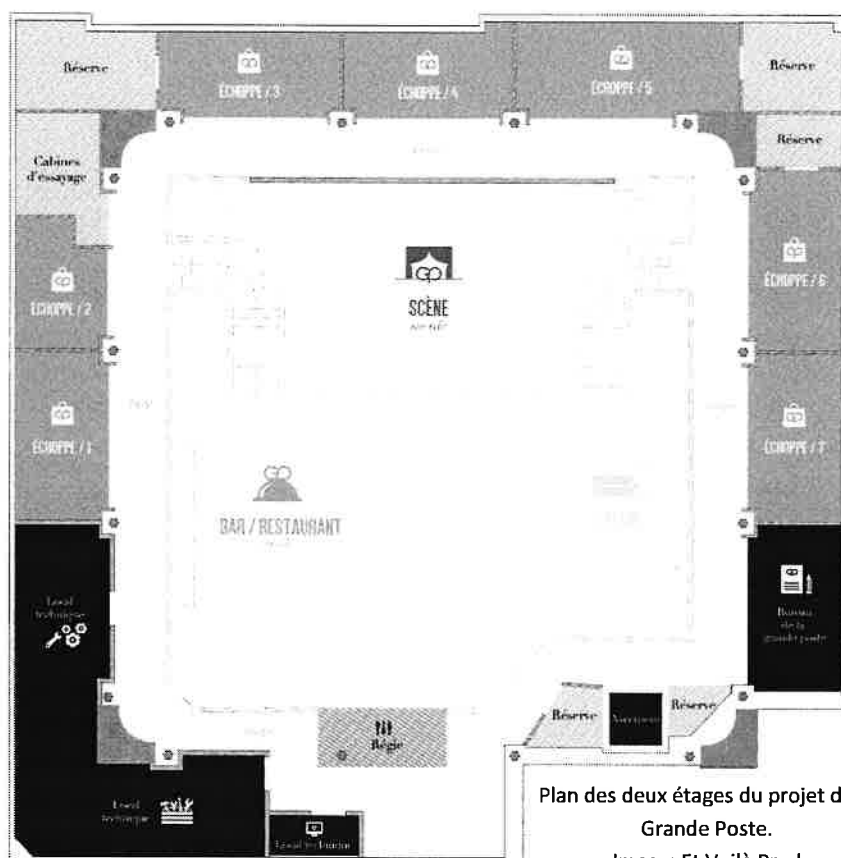 Réserve
ÉCHOPPE / 3
ÉCHOPPE / 4
ÉCHOPPE / 5
Réserve
Réserve
Cabines
d'essayage
ÉCHOPPE / 2
ÉCHOPPE / 6
SCÈNE
ÉCHOPPE / 1
ÉCHOPPE / 7
BAR / RESTAURANT
Local
technique
Bureau
de la
grande poste
Réserve
Réserve
Régie
Local
technique
Local technique
Plan des deux étages du projet d
Grande Poste.